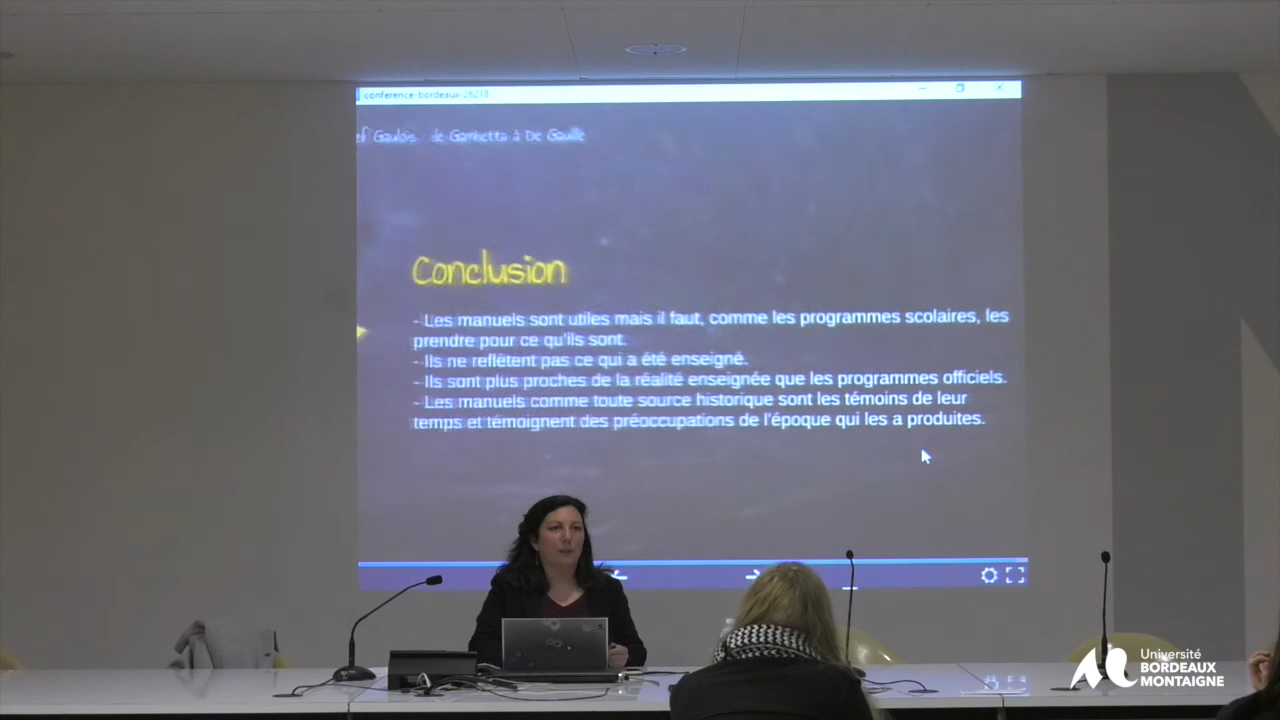 conference-bordeaux-26218
ef Gaulois. de Gambetta à De Gaulle
Conclusion
- Les manuels sont utiles mais il faut, comme les programmes scolaires, les
prendre pour ce qu'ils sont.
- Ils ne reflètent pas ce qui a été enseigné.
- Ils sont plus proches de la réalité enseignée que les programmes officiels.
- Les manuels comme toute source historique sont les témoins de leur
temps et témoignent des préoccupations de l'époque qui les a produites.
Université
BORDEAUX
MONTAIGNE